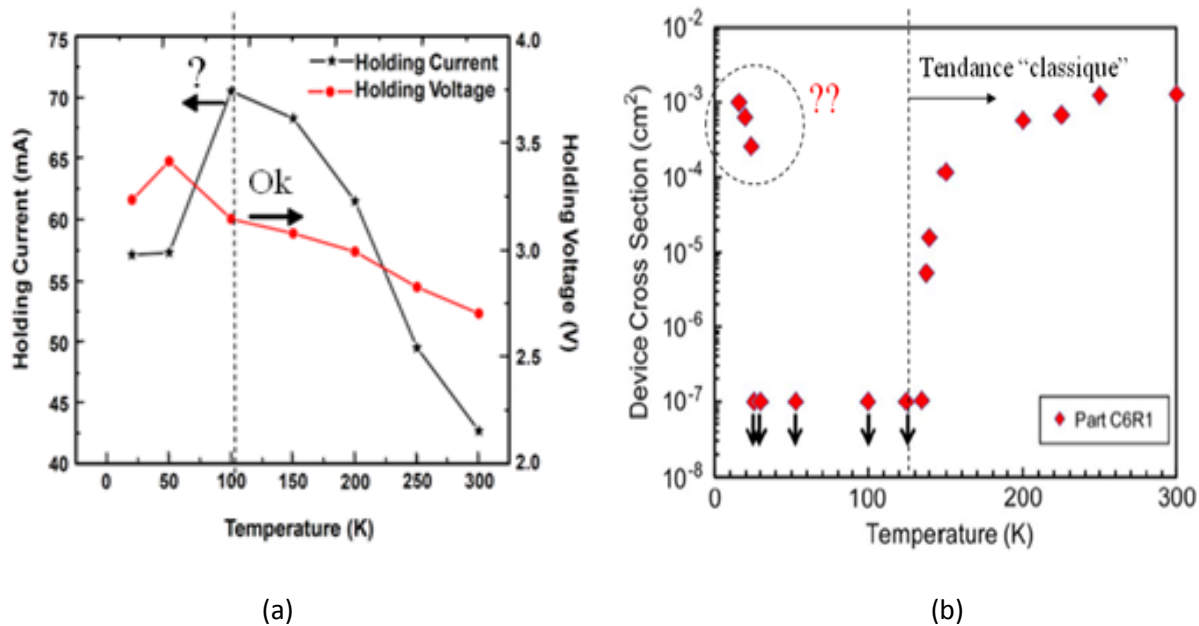 75
70
65
60
55
50
45
40
Holding Current (mA)
?
Holding Current
Holding Voltage
Ok
4.0
3.5
3.0
2.5
2.0
Holding Voltage (V)
0 50 100 150 200 250 300
Temperature (K)
(a)
10-2
10-3
10-4
10-5
10-6
10-7
10-8
Device Cross Section (cm2)
??
Tendance “classique”
Part C6R1
0 100 200 300
Temperature (K)
(b)